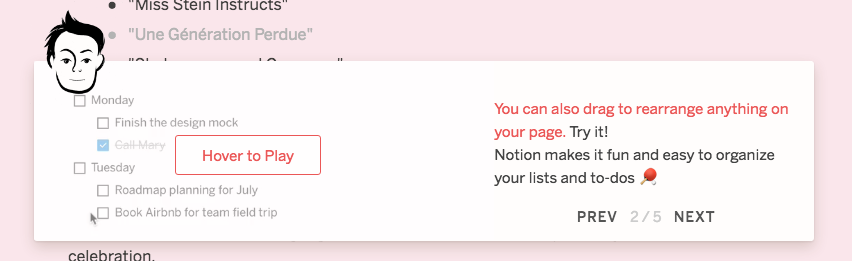 "Miss Stein Instructs"
"Une Génération Perdue"
Monday
Finish the design mock
Call Mary
Tuesday
Roadmap planning for July
Book Airbnb for team field trip
Hover to Play
You can also drag to rearrange anything on
your page. Try it!
Notion makes it fun and easy to organize
your lists and to-dos 🏓
PREV 2/5 NEXT
celebration.